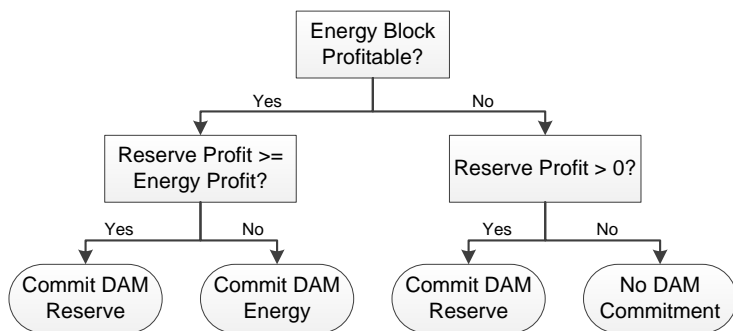 Energy Block
Profitable?
Yes
No
Reserve Profit >=
Energy Profit?
Reserve Profit > 0?
Yes
No
Yes
No
Commit DAM
Reserve
Commit DAM
Energy
Commit DAM
Reserve
No DAM
Commitment